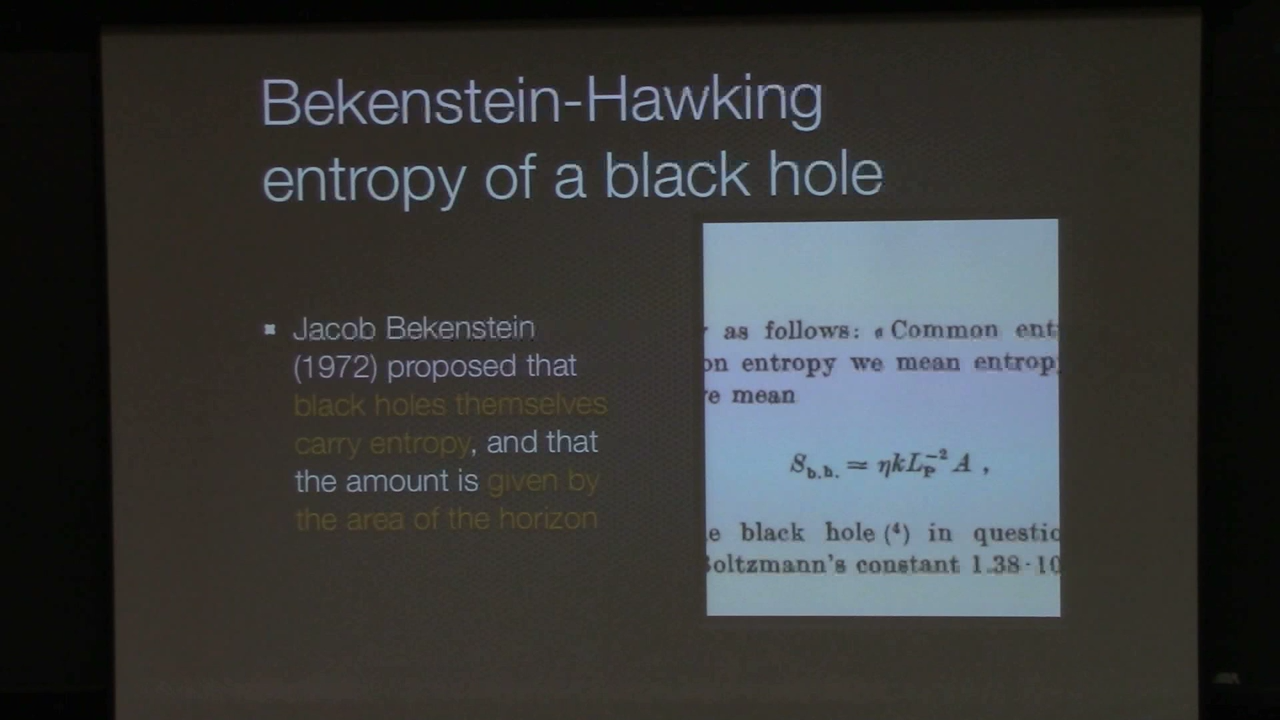 Bekenstein-Hawking
entropy of a black hole
Jacob Bekenstein
(1972) proposed that
black holes themselves
carry entropy, and that
the amount is given by
the area of the horizon
as follows: « Common ent
on entropy we mean entrop
e mean
S_b.h. = ηkL_P^-2 A ,
e black hole (⁴) in questio
oltzmann's constant 1.38·10